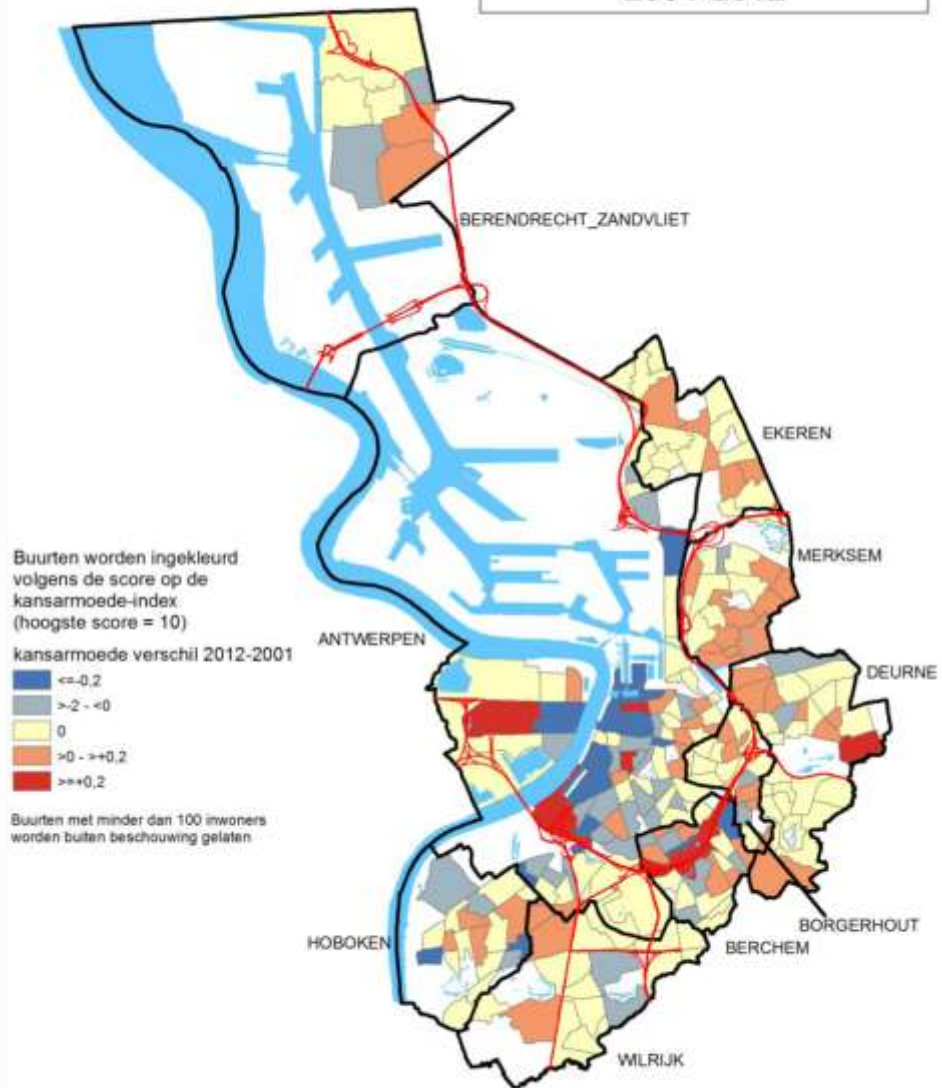 BERENDRECHT_ZANDVLIET
EKEREN
MERKSEM
DEURNE
ANTWERPEN
Buurten worden ingekleurd
volgens de score op de
kansarmoede-index
(hoogste score = 10)
kansarmoede verschil 2012-2001
<=-0,2
>-2 - <0
0
>0 - >+0,2
>=+0,2
Buurten met minder dan 100 inwoners
worden buiten beschouwing gelaten
HOBOKEN
BORGERHOUT
BERCHEM
WILRIJK